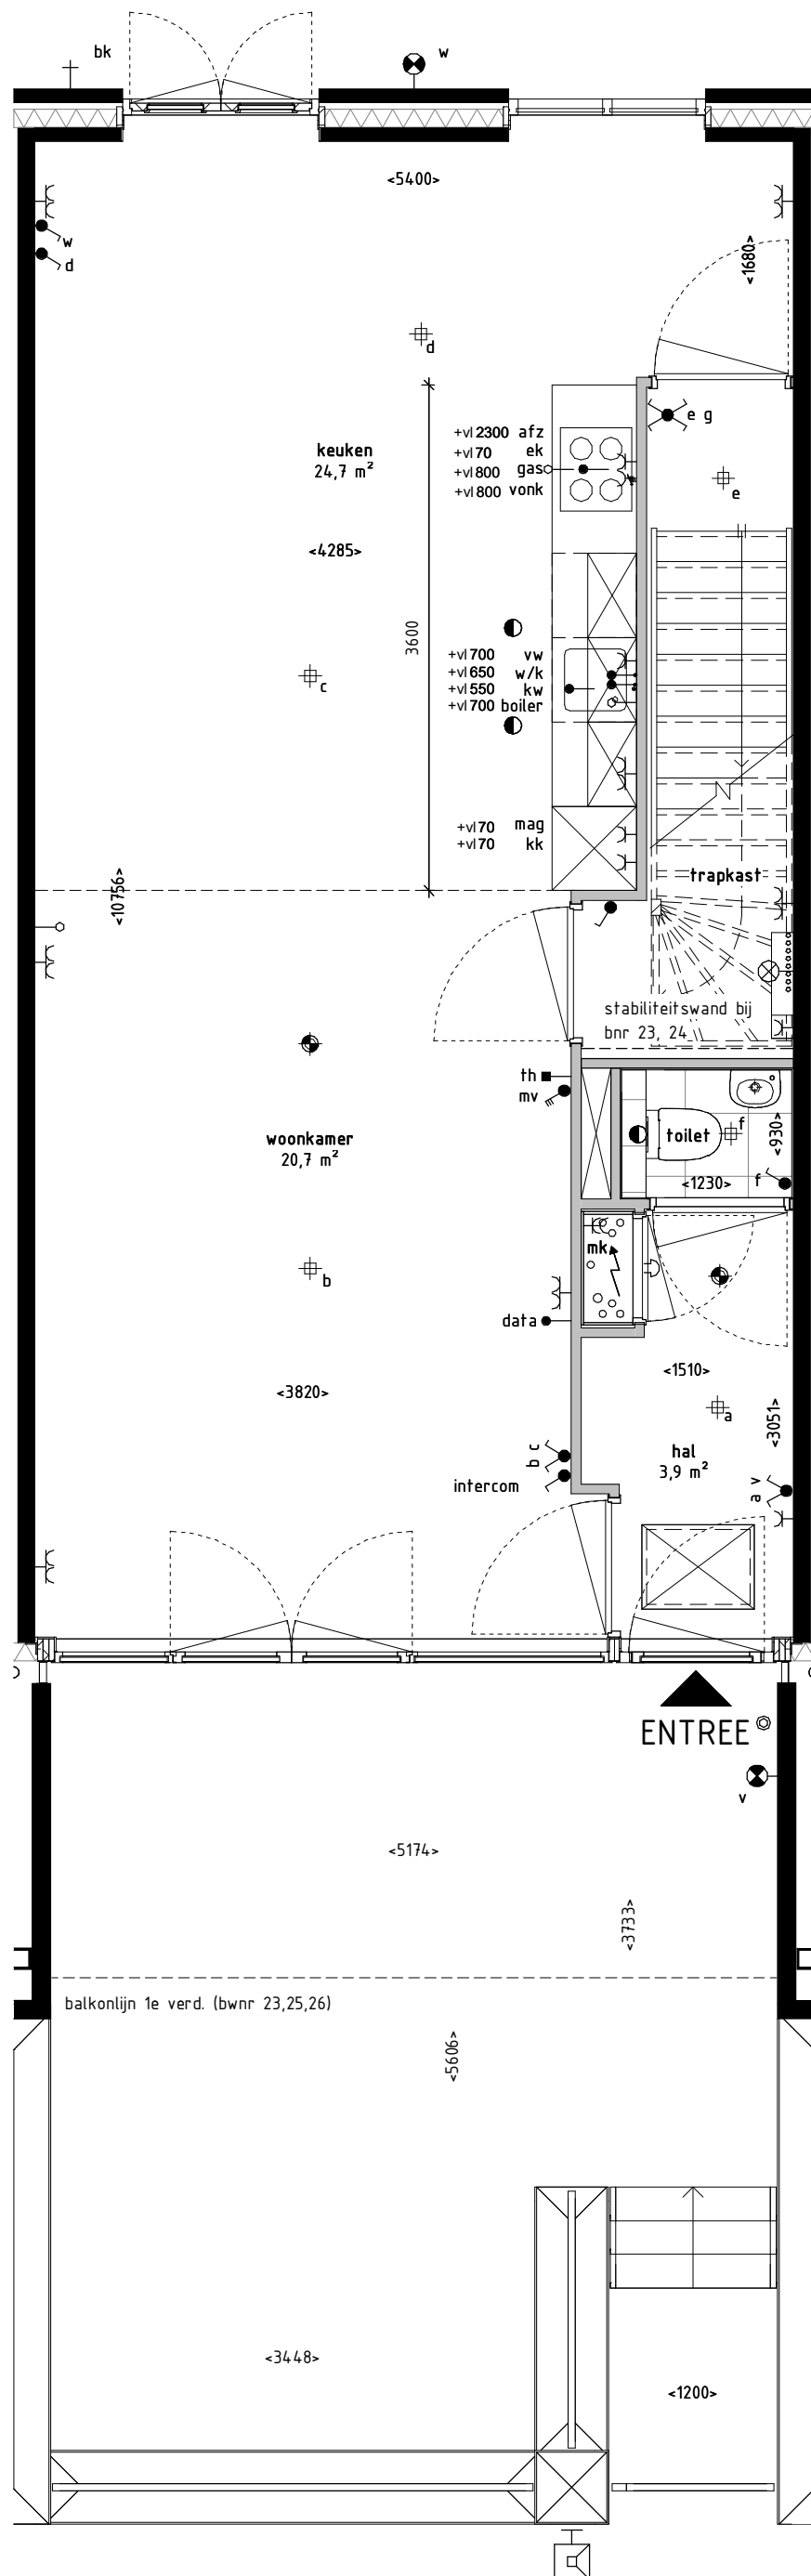 bk
w
<5400>
w
d
<1680>
d
+vl 2300 afz
+vl 70 ek
+vl 800 gas
+vl 800 vonk
e g
keuken
24,7 m²
e
<4285>
3600
+vl 700 vw
+vl 650 w/k
+vl 550 kw
+vl 700 boiler
c
+vl 70 mag
+vl 70 kk
trapkast
<10756>
stabiliteitswand bij
bnr 23, 24
th
mv
woonkamer
20,7 m²
toilet
f
<930>
<1230>
f
mk
b
data
<1510>
<3820>
a
<3051>
b c
hal
3,9 m²
intercom
a v
ENTREE
v
<5174>
<3733>
balkonlijn 1e verd. (bwnr 23,25,26)
<5606>
<3448>
<1200>